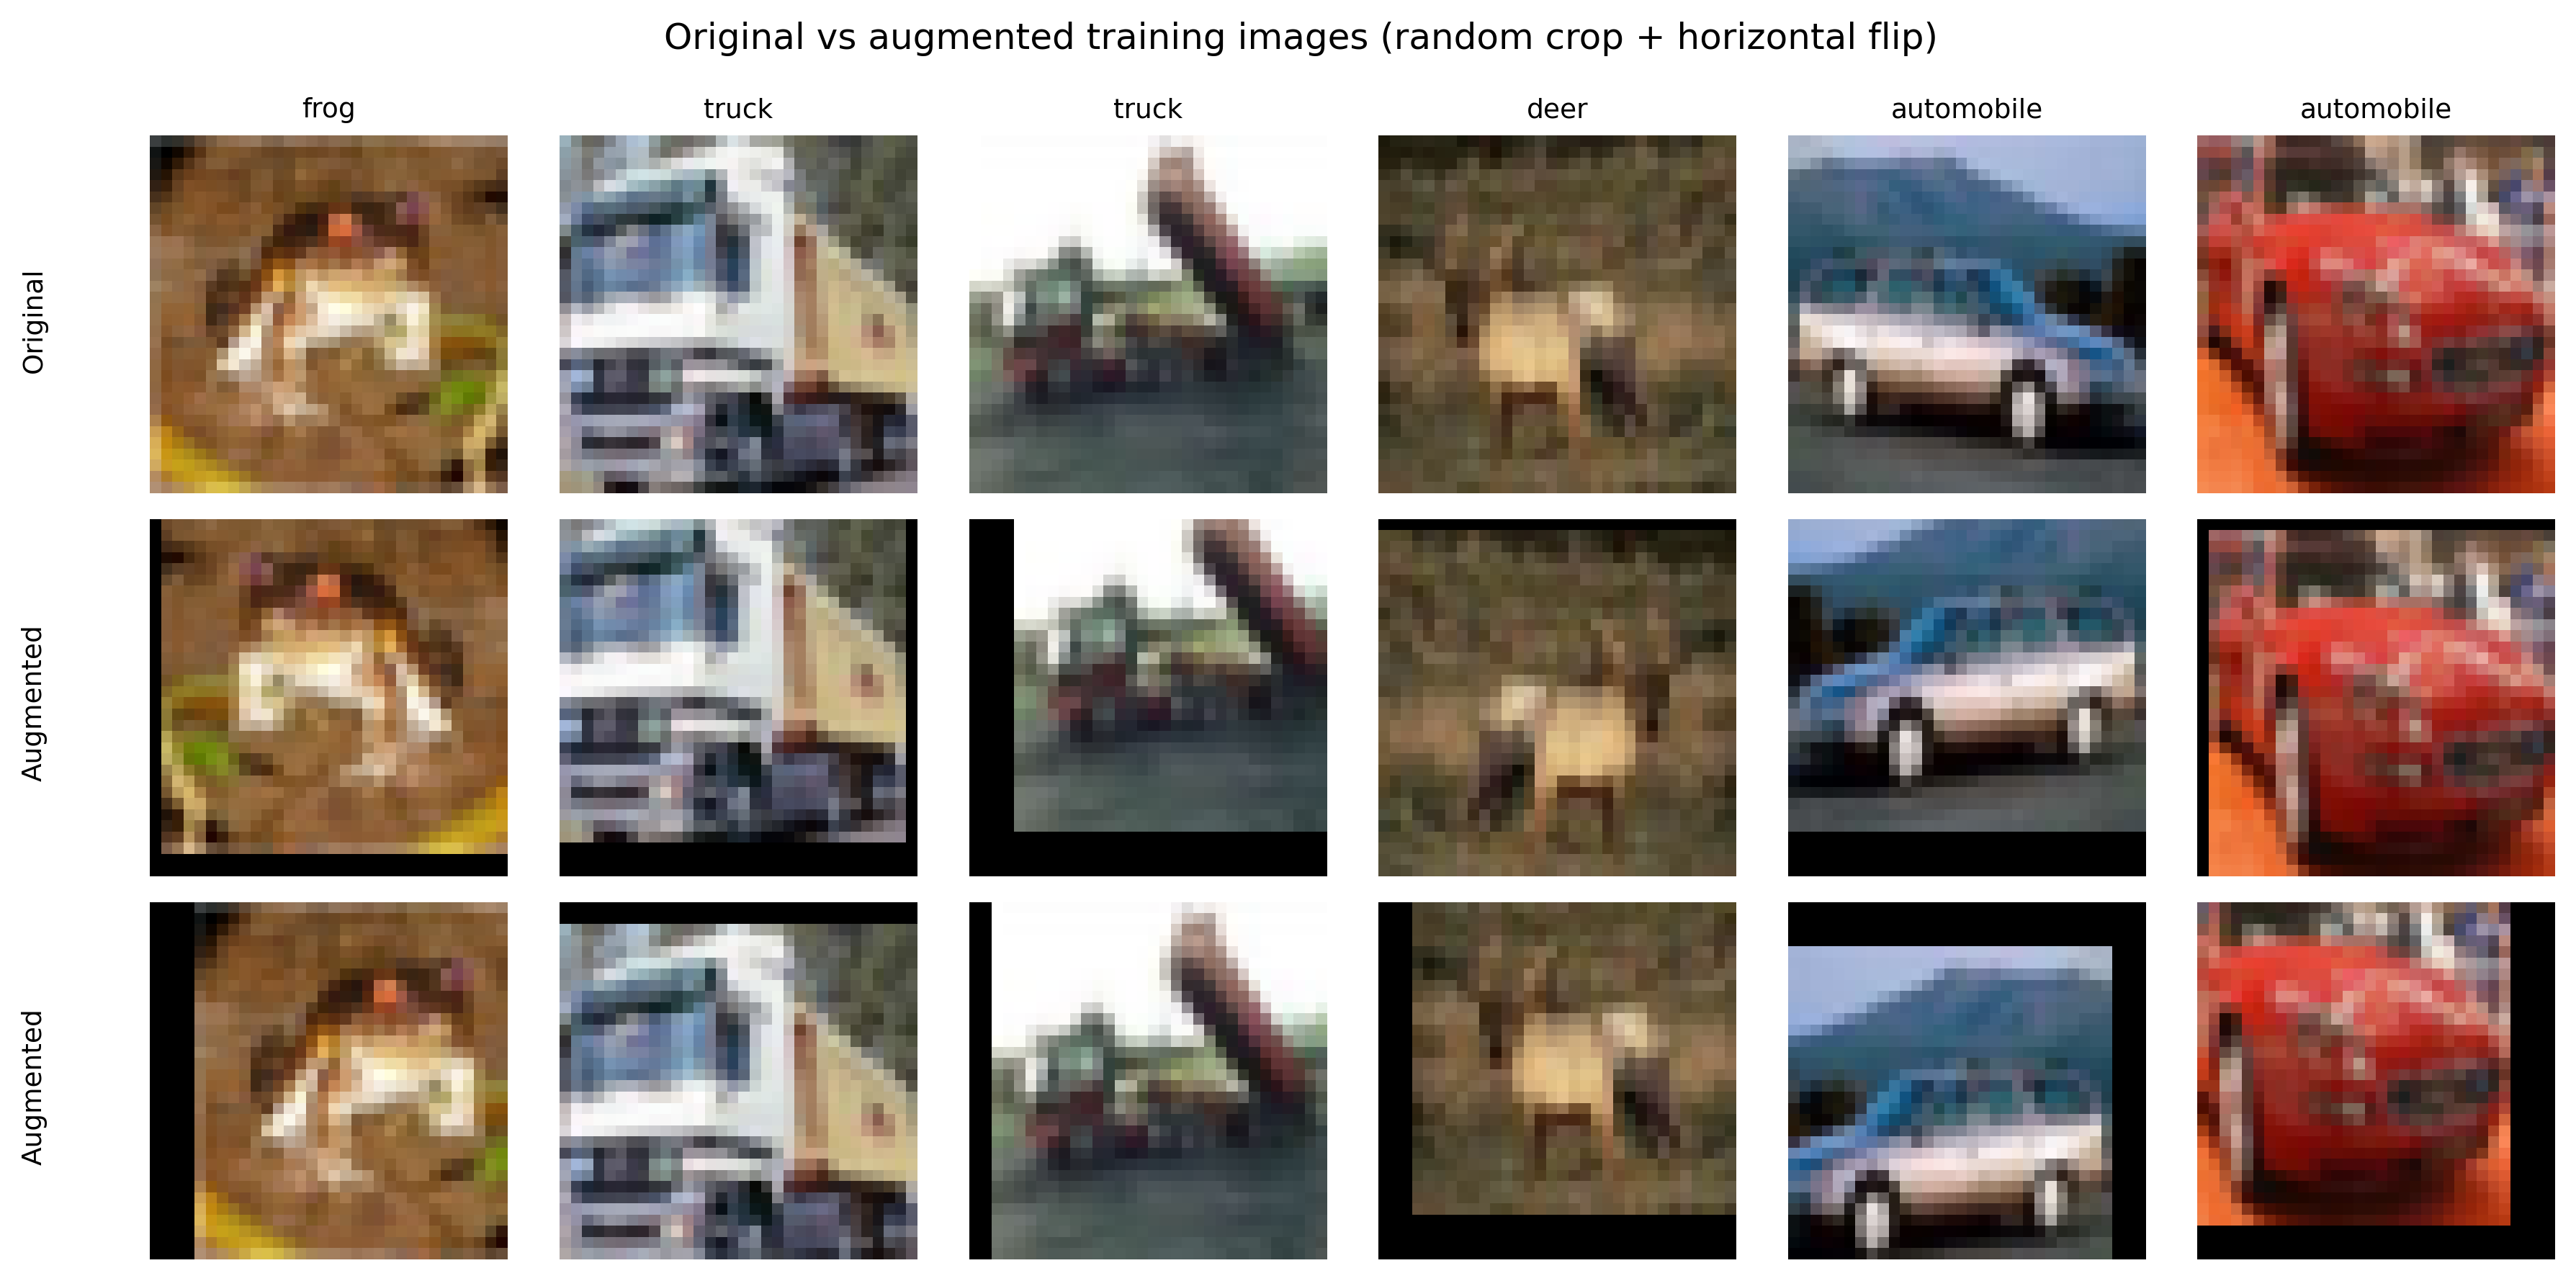 Original vs augmented training images (random crop + horizontal flip)
frog truck truck deer automobile automobile
Original
Augmented
Augmented